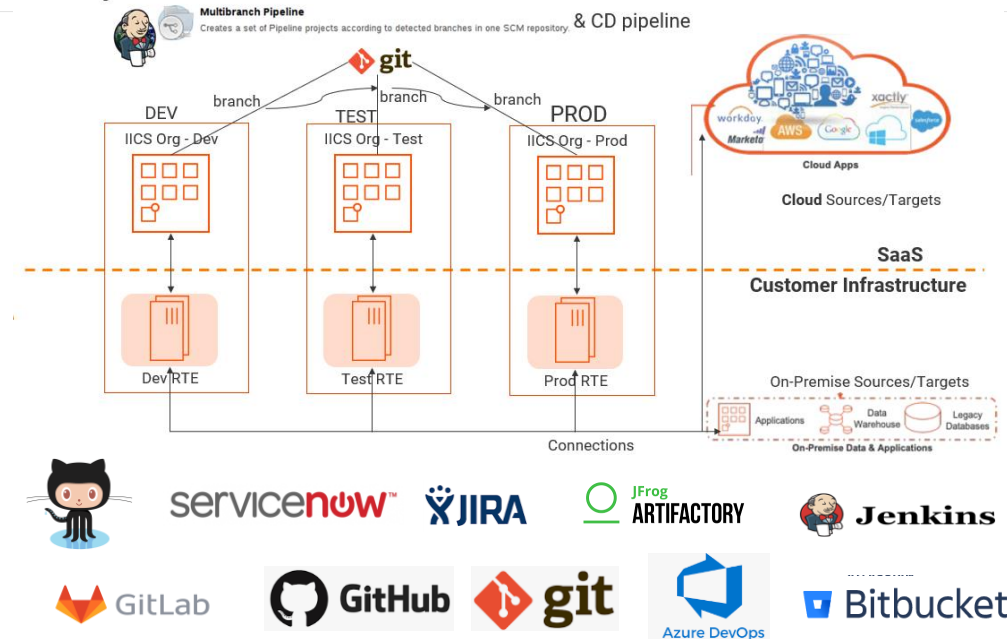 Multibranch Pipeline
Creates a set of Pipeline projects according to detected branches in one SCM repository.
& CD pipeline
git
branch
branch
branch
DEV
TEST
PROD
IICS Org - Dev
IICS Org - Test
IICS Org - Prod
workday.
Marketo
AWS
Google
xactly
salesforce
Cloud Apps
Cloud Sources/Targets
SaaS
Customer Infrastructure
Dev RTE
Test RTE
Prod RTE
On-Premise Sources/Targets
Applications
Data
Warehouse
Legacy
Databases
On-Premise Data & Applications
Connections
servicenow™
JIRA
JFrog
ARTIFACTORY
Jenkins
GitLab
GitHub
git
Azure DevOps
Bitbucket